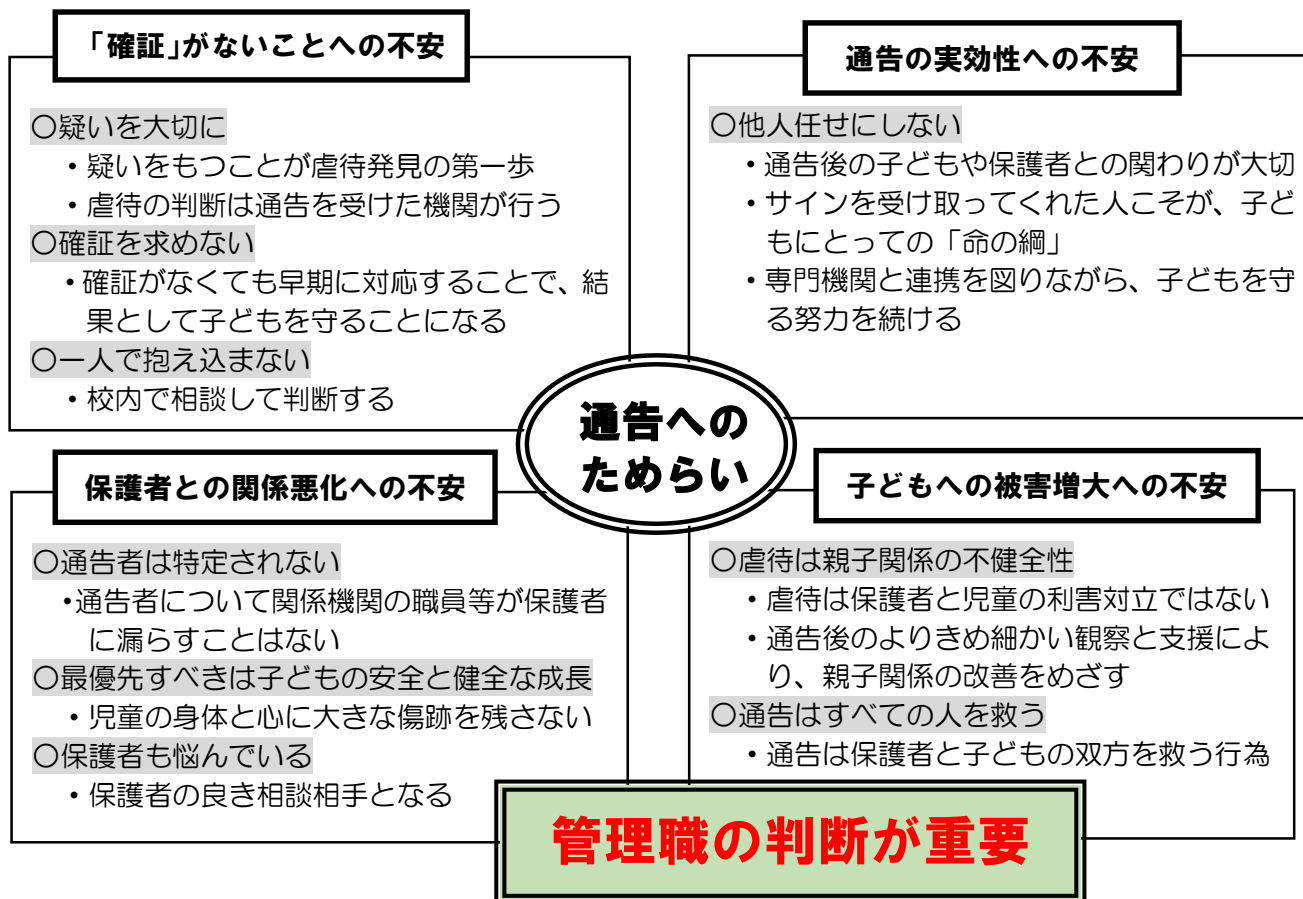 「確証」がないことへの不安
○疑いを大切に
・疑いをもつことが虐待発見の第一歩
・虐待の判断は通告を受けた機関が行う
○確証を求めない
・確証がなくても早期に対応することで、結
果として子どもを守ることになる
○一人で抱え込まない
・校内で相談して判断する
通告の実効性への不安
○他人任せにしない
・通告後の子どもや保護者との関わりが大切
・サインを受け取ってくれた人こそが、子ど
もにとっての「命の綱」
・専門機関と連携を図りながら、子どもを守
る努力を続ける
通告への
ためらい
保護者との関係悪化への不安
○通告者は特定されない
・通告者について関係機関の職員等が保護者
に漏らすことはない
○最優先すべきは子どもの安全と健全な成長
・児童の身体と心に大きな傷跡を残さない
○保護者も悩んでいる
・保護者の良き相談相手となる
子どもへの被害増大への不安
○虐待は親子関係の不健全性
・虐待は保護者と児童の利害対立ではない
・通告後のよりきめ細かい観察と支援によ
り、親子関係の改善をめざす
○通告はすべての人を救う
・通告は保護者と子どもの双方を救う行為
管理職の判断が重要